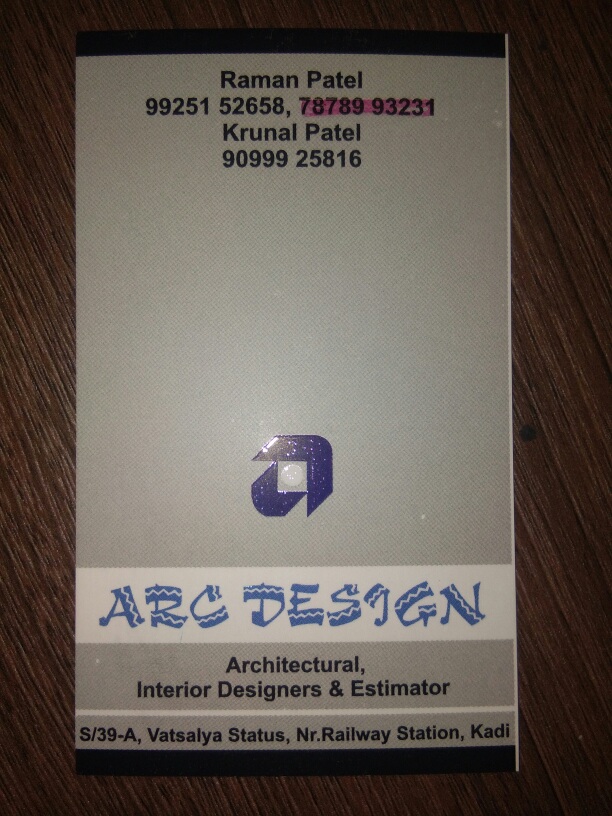 Raman Patel
99251 52658, 78789 93231
Krunal Patel
90999 25816
a
ARC DESIGN
Architectural,
Interior Designers & Estimator
S/39-A, Vatsalya Status, Nr.Railway Station, Kadi